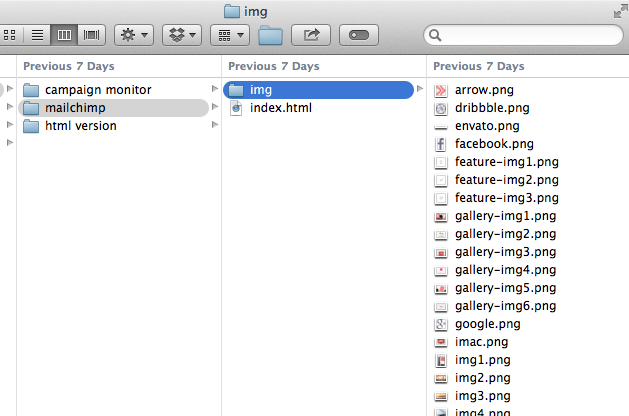 img
Previous 7 Days
campaign monitor
mailchimp
html version
Previous 7 Days
img
index.html
Previous 7 Days
arrow.png
dribbble.png
envato.png
facebook.png
feature-img1.png
feature-img2.png
feature-img3.png
gallery-img1.png
gallery-img2.png
gallery-img3.png
gallery-img4.png
gallery-img5.png
gallery-img6.png
google.png
imac.png
img1.png
img2.png
img3.png
img4.png